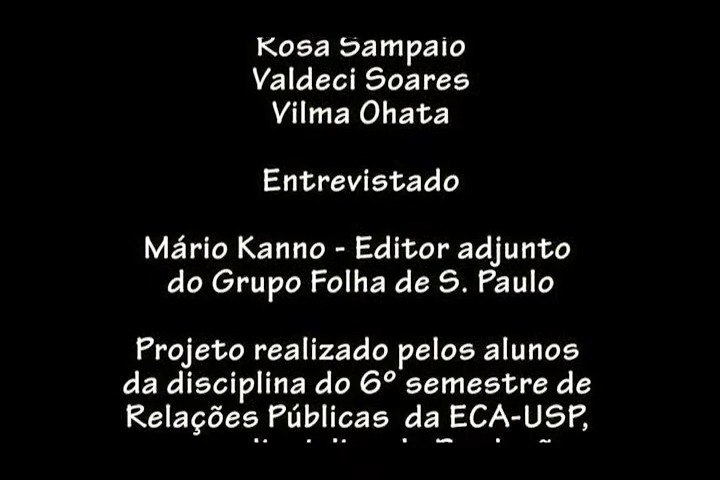 Rosa Sampaio
Valdeci Soares
Vilma Ohata
Entrevistado
Mário Kanno - Editor adjunto
do Grupo Folha de S. Paulo
Projeto realizado pelos alunos
da disciplina do 6º semestre de
Relações Públicas da ECA-USP,